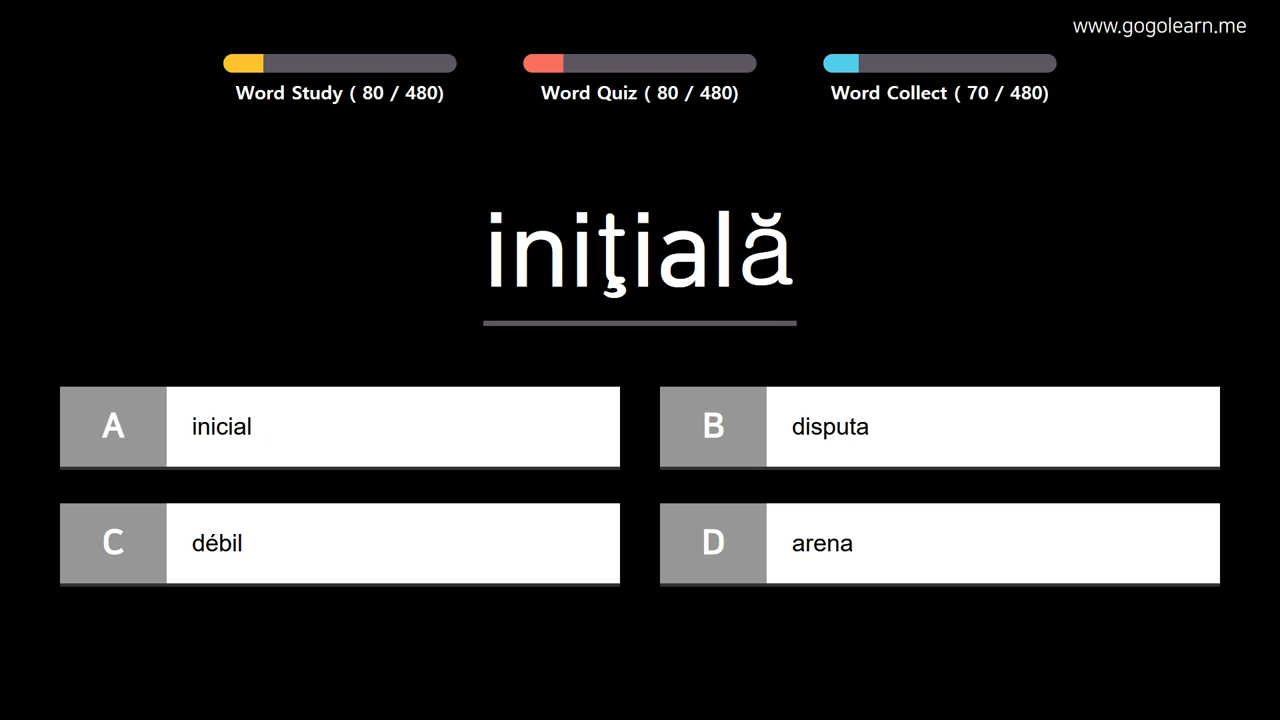 www.gogolearn.me
Word Study ( 80 / 480)
Word Quiz ( 80 / 480)
Word Collect ( 70 / 480)
iniţială
A inicial
B disputa
C débil
D arena